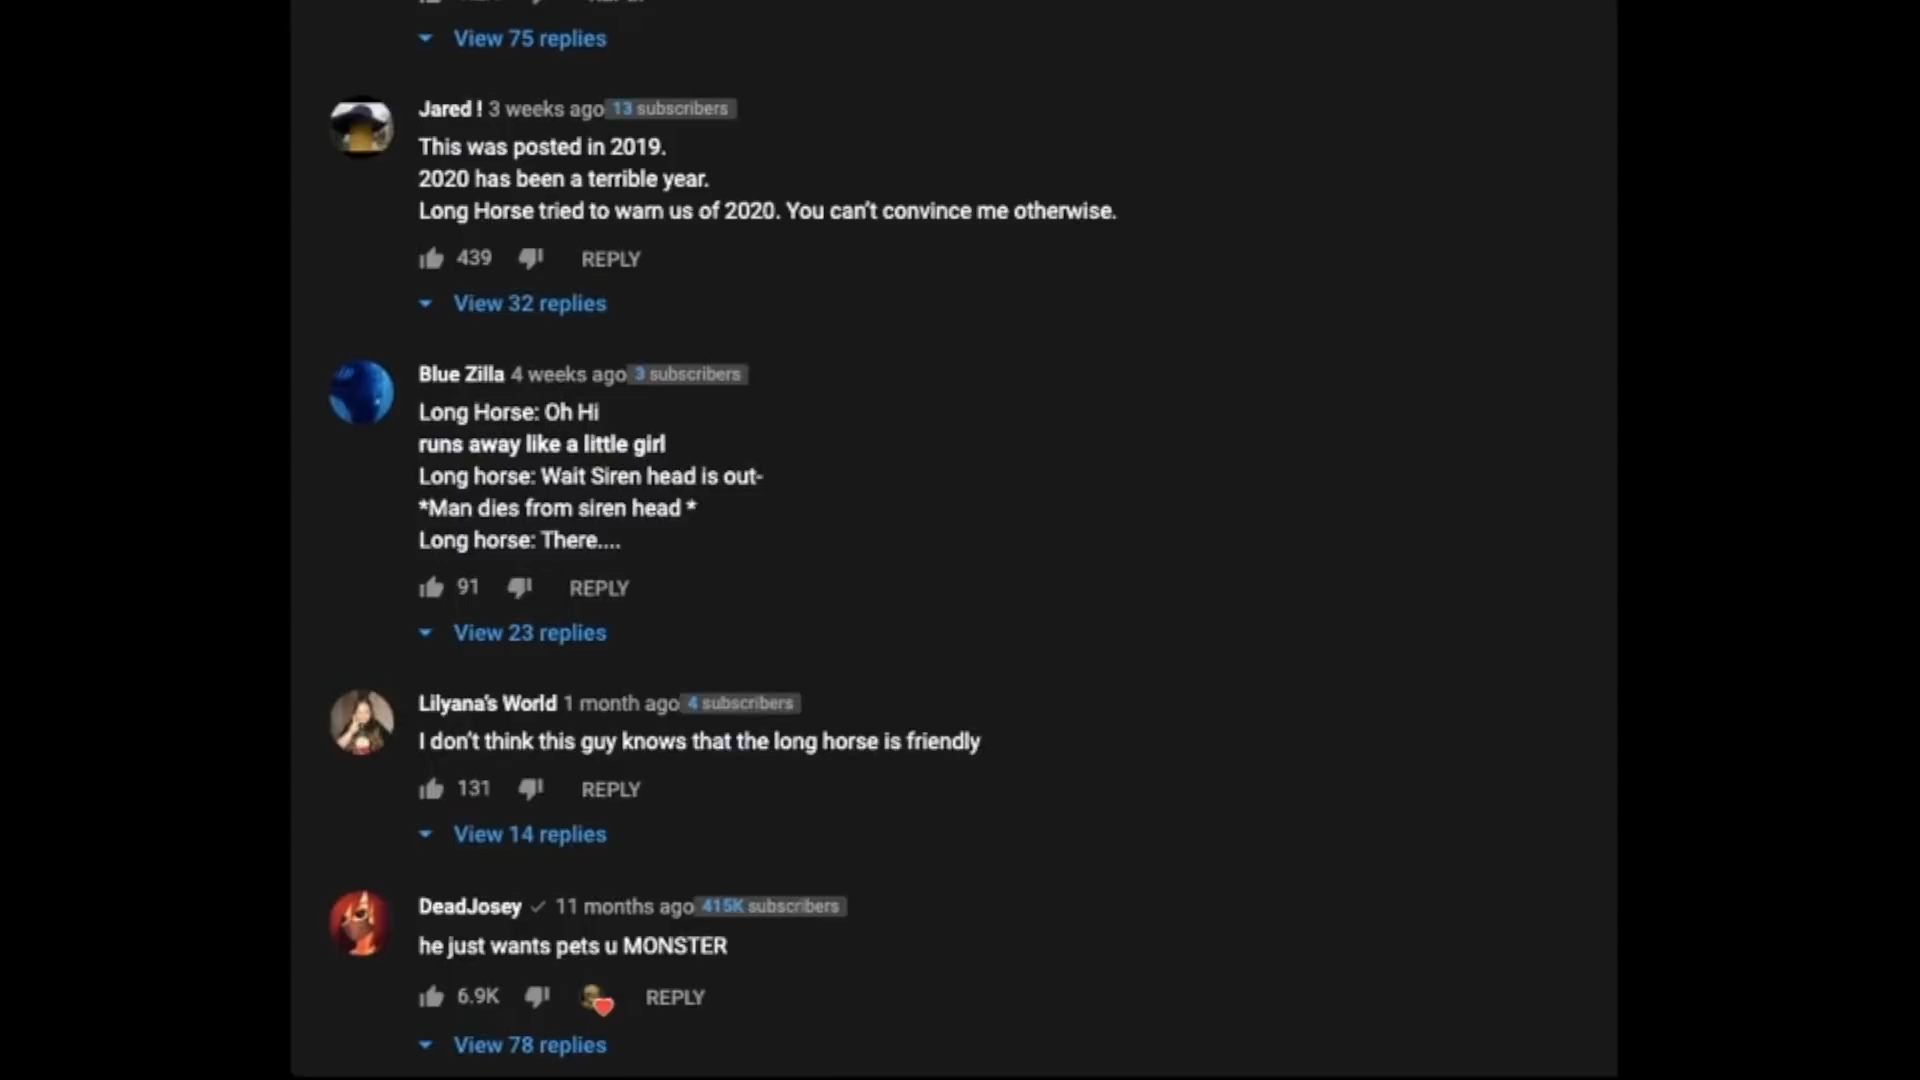 View 75 replies
Jared ! 3 weeks ago 13 subscribers
This was posted in 2019.
2020 has been a terrible year.
Long Horse tried to warn us of 2020. You can't convince me otherwise.
439 REPLY
View 32 replies
Blue Zilla 4 weeks ago 3 subscribers
Long Horse: Oh Hi
runs away like a little girl
Long horse: Wait Siren head is out-
*Man dies from siren head *
Long horse: There....
91 REPLY
View 23 replies
Lilyana's World 1 month ago 4 subscribers
I don't think this guy knows that the long horse is friendly
131 REPLY
View 14 replies
DeadJosey ✓ 11 months ago 415K subscribers
he just wants pets u MONSTER
6.9K REPLY
View 78 replies